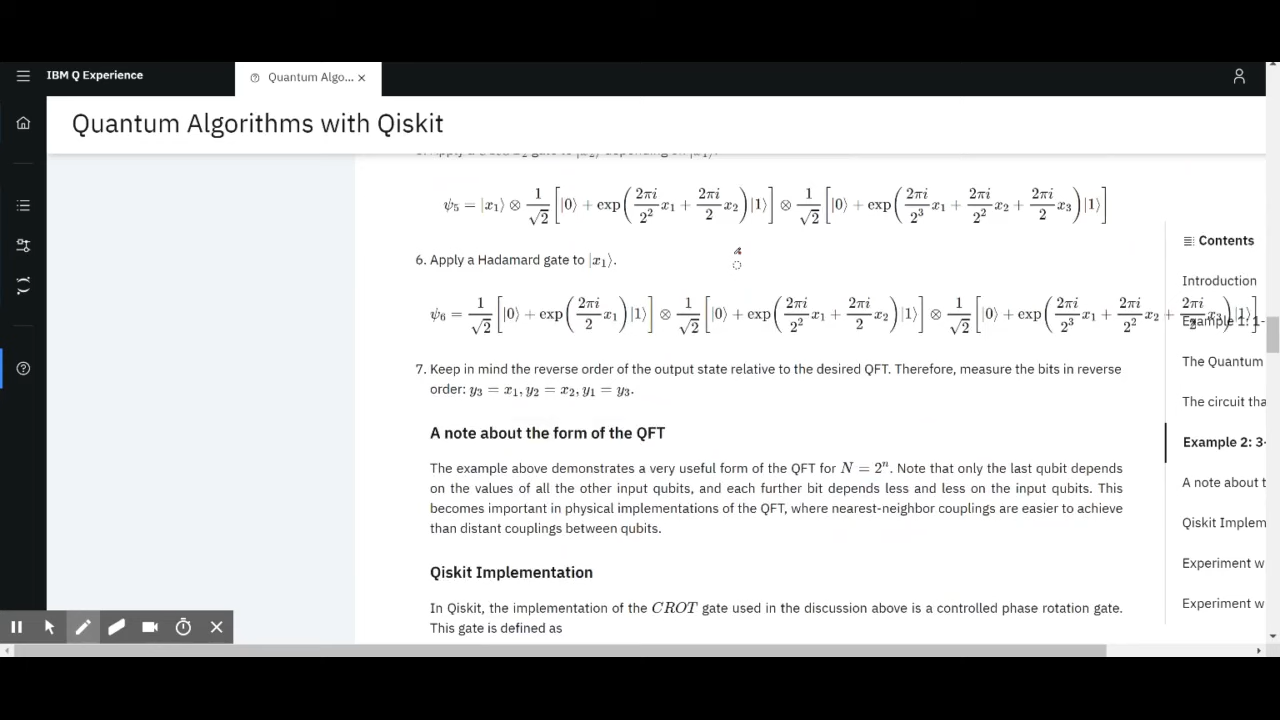 IBM Q Experience
Quantum Algo...
Quantum Algorithms with Qiskit
ψ₅ = |x₁⟩ ⊗ 1/√2 [|0⟩ + exp(2πi/2² x₁ + 2πi/2 x₂)|1⟩] ⊗ 1/√2 [|0⟩ + exp(2πi/2³ x₁ + 2πi/2² x₂ + 2πi/2 x₃)|1⟩]
6. Apply a Hadamard gate to |x₁⟩.
ψ₆ = 1/√2 [|0⟩ + exp(2πi/2 x₁)|1⟩] ⊗ 1/√2 [|0⟩ + exp(2πi/2² x₁ + 2πi/2 x₂)|1⟩] ⊗ 1/√2 [|0⟩ + exp(2πi/2³ x₁ + 2πi/2² x₂ + 2πi/2 x₃)|1⟩]
7. Keep in mind the reverse order of the output state relative to the desired QFT. Therefore, measure the bits in reverse
order: y₃ = x₁, y₂ = x₂, y₁ = y₃.
A note about the form of the QFT
The example above demonstrates a very useful form of the QFT for N = 2ⁿ. Note that only the last qubit depends
on the values of all the other input qubits, and each further bit depends less and less on the input qubits. This
becomes important in physical implementations of the QFT, where nearest-neighbor couplings are easier to achieve
than distant couplings between qubits.
Qiskit Implementation
In Qiskit, the implementation of the CROT gate used in the discussion above is a controlled phase rotation gate.
This gate is defined as
Contents
Introduction
Example 1: 1-
The Quantum
The circuit tha
Example 2: 3-
A note about t
Qiskit Implem
Experiment w
Experiment w